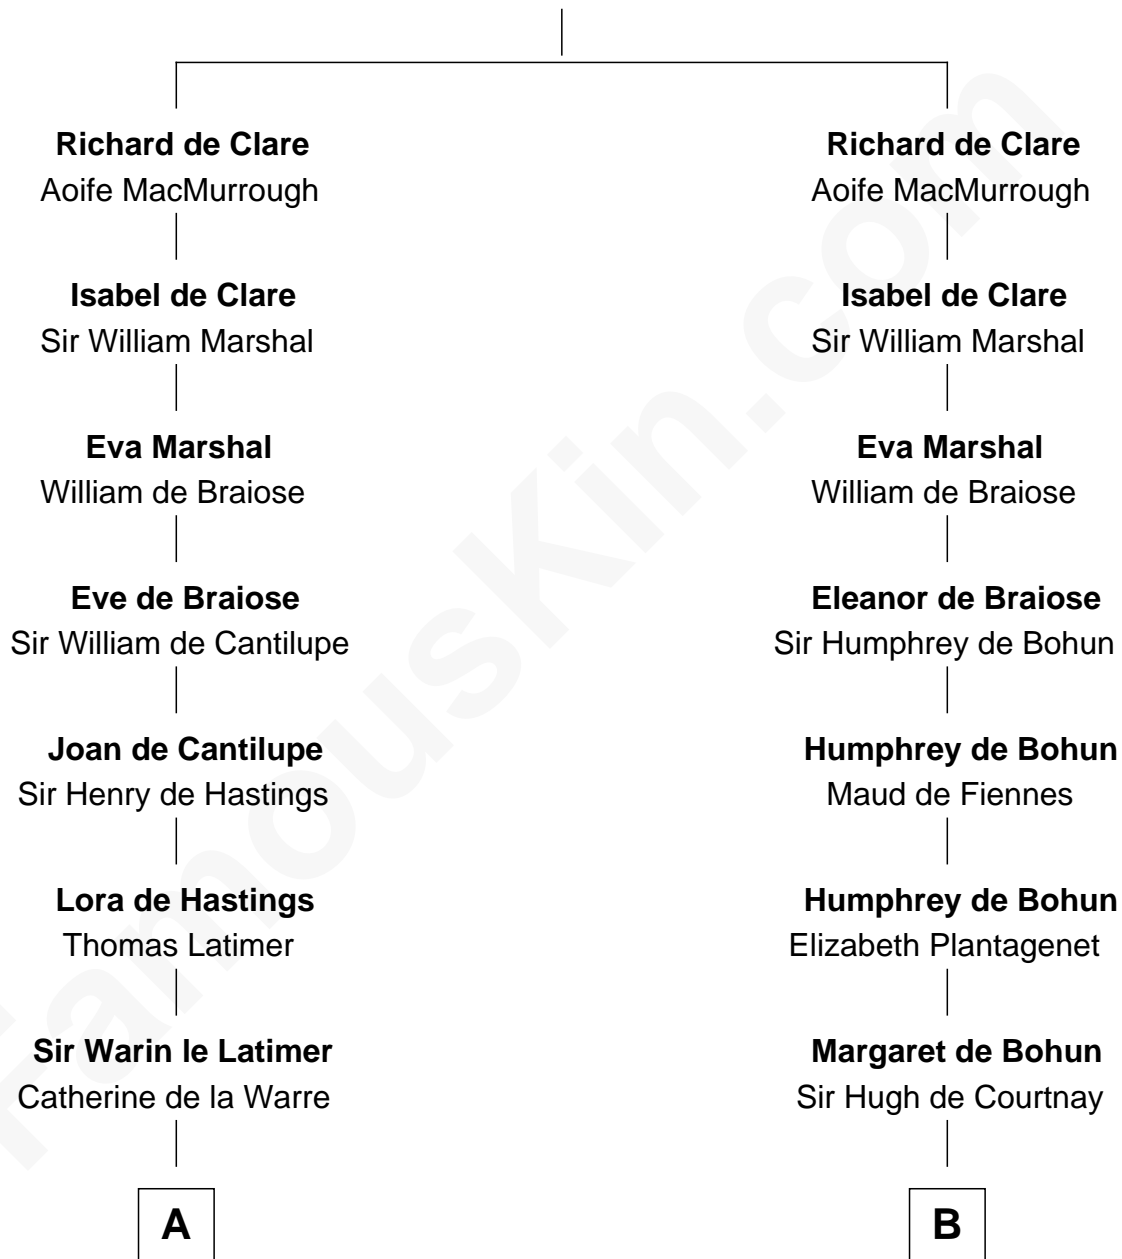 Richard de Clare
Aoife MacMurrough
Isabel de Clare
Sir William Marshal
Eva Marshal
William de Braiose
Eve de Braiose
Sir William de Cantilupe
Joan de Cantilupe
Sir Henry de Hastings
Lora de Hastings
Thomas Latimer
Sir Warin le Latimer
Catherine de la Warre
A
Richard de Clare
Aoife MacMurrough
Isabel de Clare
Sir William Marshal
Eva Marshal
William de Braiose
Eleanor de Braiose
Sir Humphrey de Bohun
Humphrey de Bohun
Maud de Fiennes
Humphrey de Bohun
Elizabeth Plantagenet
Margaret de Bohun
Sir Hugh de Courtnay
B
FamousKin.com